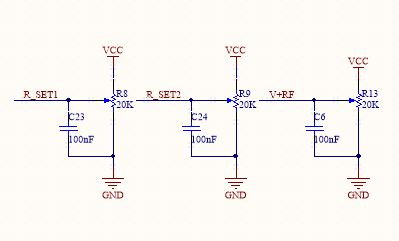 VCC
VCC
VCC
R_SET1
R8
20K
R_SET2
R9
20K
V+RF
R13
20K
C23
100nF
C24
100nF
C6
100nF
GND
GND
GND